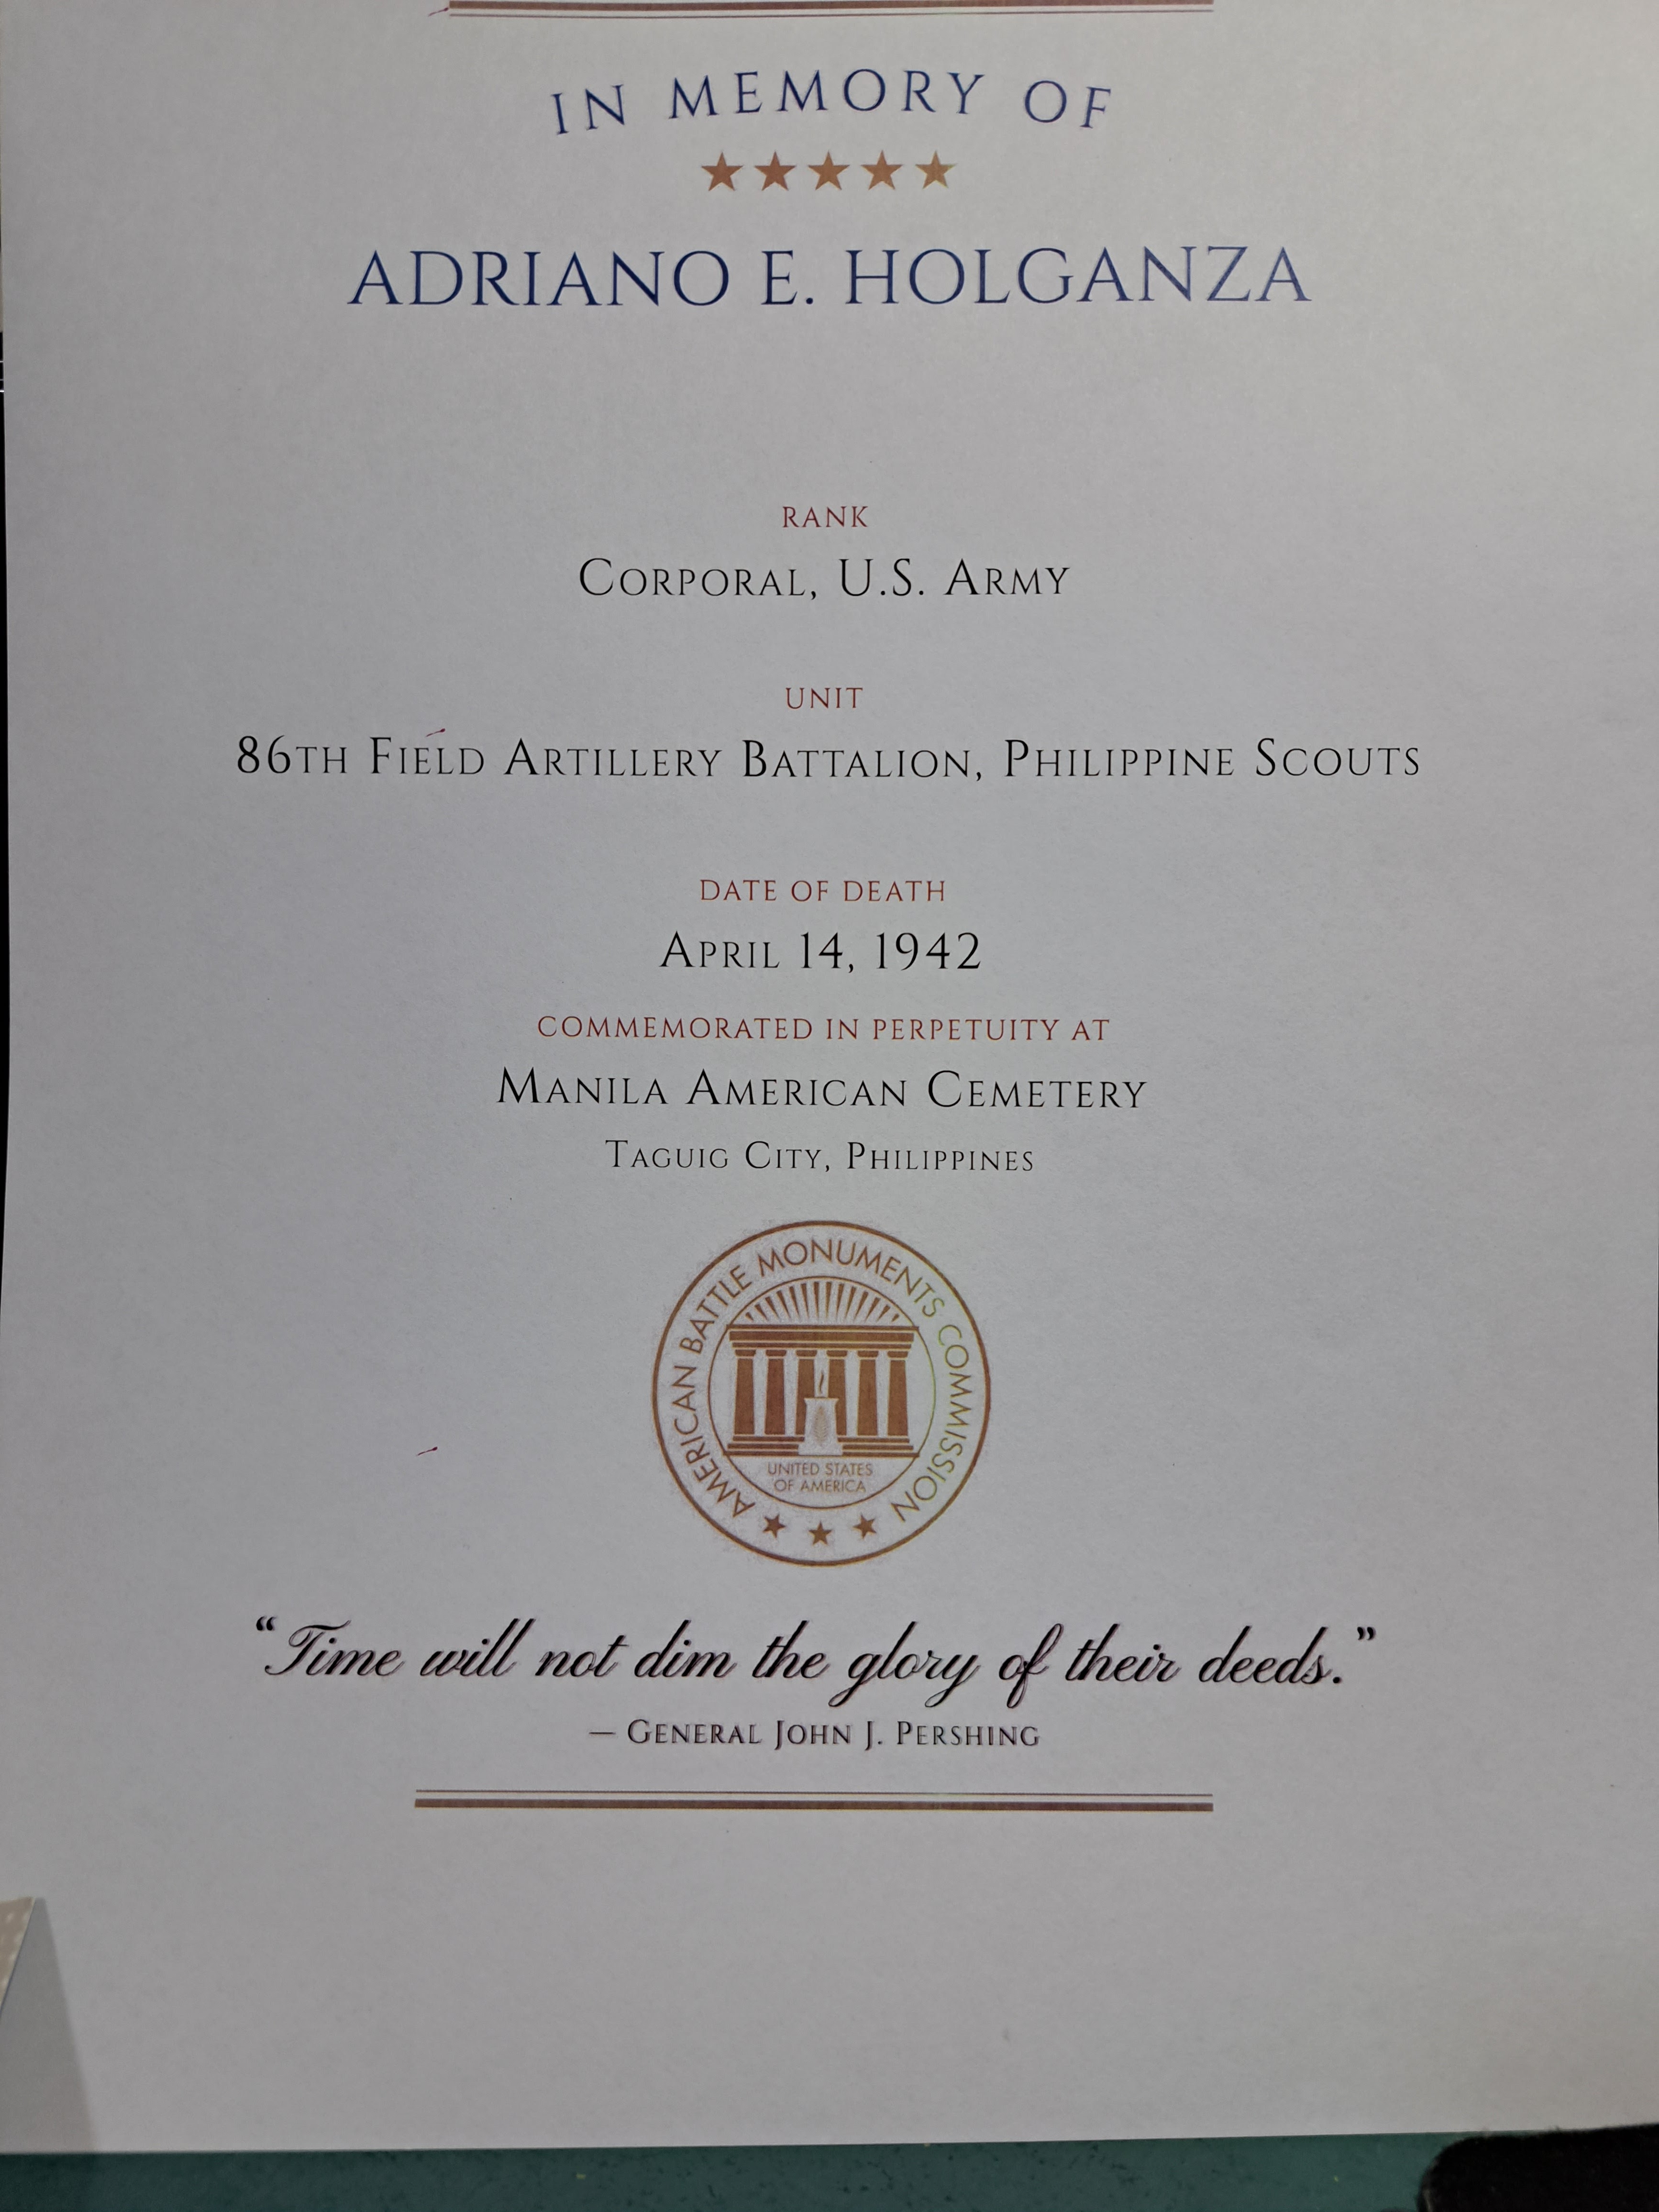 IN MEMORY OF
ADRIANO E. HOLGANZA
RANK
CORPORAL, U.S. ARMY
UNIT
86TH FIELD ARTILLERY BATTALION, PHILIPPINE SCOUTS
DATE OF DEATH
APRIL 14, 1942
COMMEMORATED IN PERPETUITY AT
MANILA AMERICAN CEMETERY
TAGUIG CITY, PHILIPPINES
AMERICAN BATTLE MONUMENTS COMMISSION
UNITED STATES
OF AMERICA
“Time will not dim the glory of their deeds.”
— GENERAL JOHN J. PERSHING